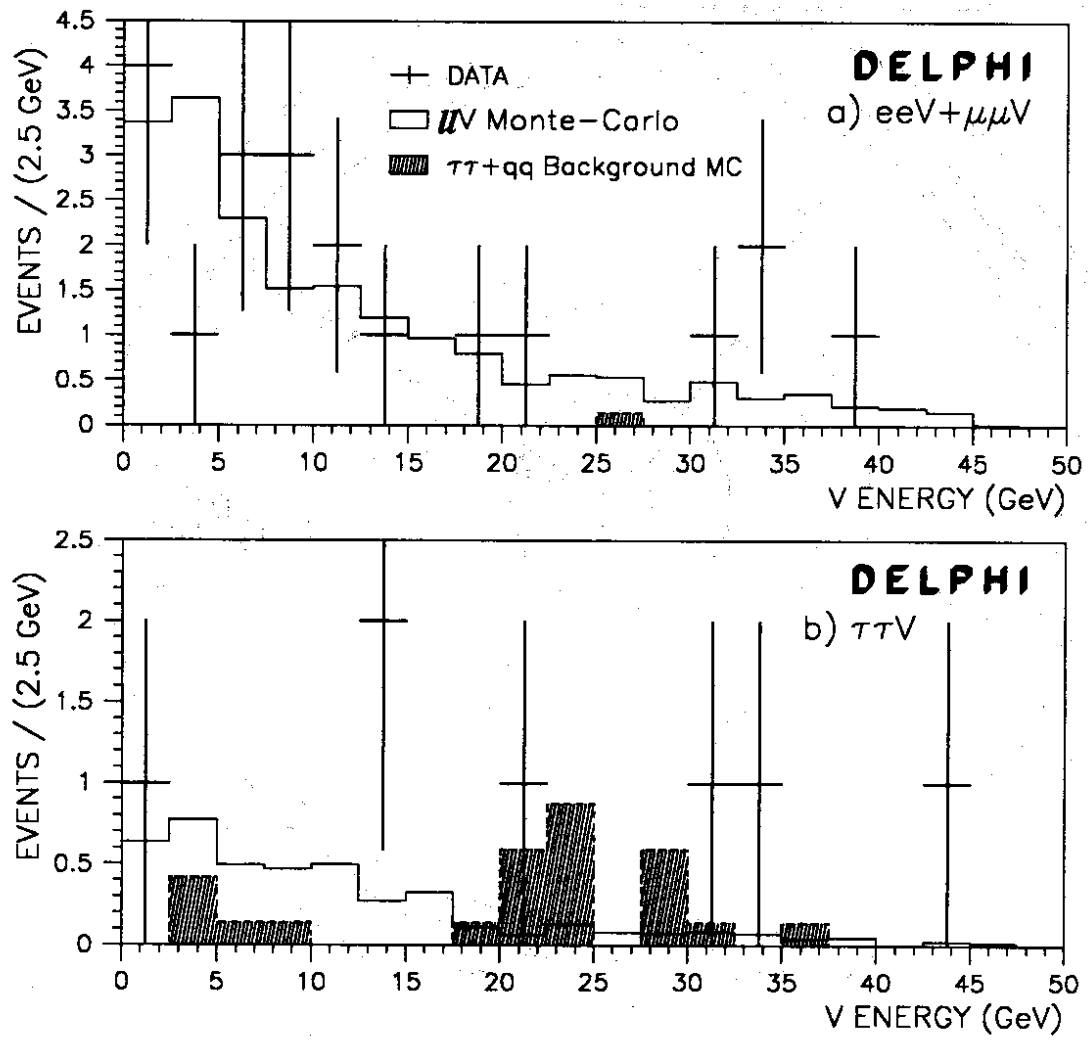 4.5
4
3.5
3
2.5
2
1.5
1
0.5
0
EVENTS / (2.5 GeV)
DATA
llV Monte-Carlo
ττ+qq Background MC
DELPHI
a) eeV+μμV
0 5 10 15 20 25 30 35 40 45 50
V ENERGY (GeV)
2.5
2
1.5
1
0.5
0
EVENTS / (2.5 GeV)
DELPHI
b) ττV
0 5 10 15 20 25 30 35 40 45 50
V ENERGY (GeV)